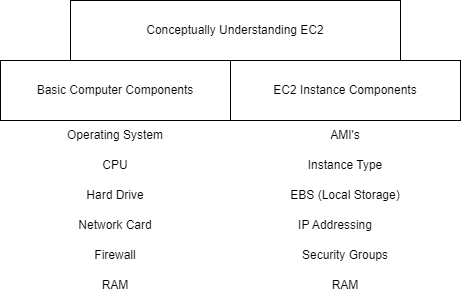 Conceptually Understanding EC2
Basic Computer Components EC2 Instance Components
Operating System AMI's
CPU Instance Type
Hard Drive EBS (Local Storage)
Network Card IP Addressing
Firewall Security Groups
RAM RAM